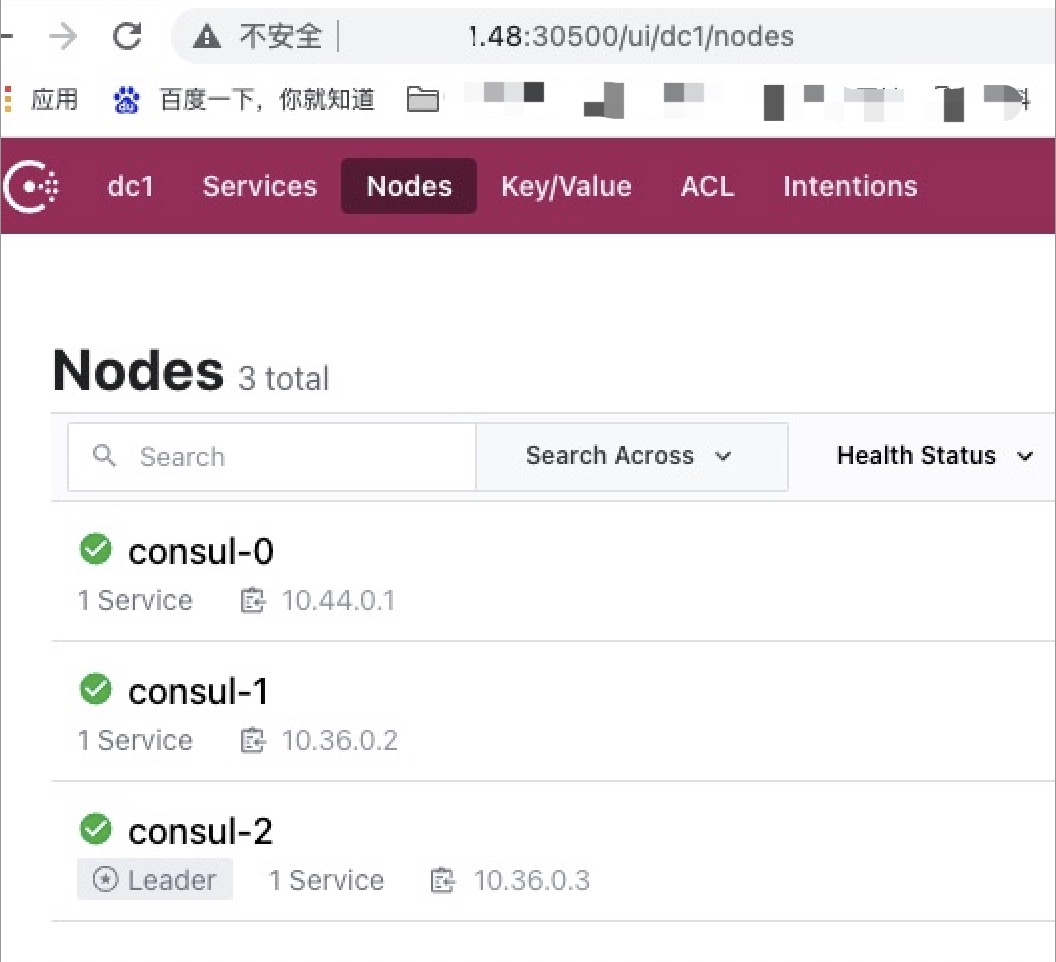 不安全 1.48:30500/ui/dc1/nodes
应用 百度一下，你就知道
dc1 Services Nodes Key/Value ACL Intentions
Nodes 3 total
Search Search Across Health Status
consul-0
1 Service 10.44.0.1
consul-1
1 Service 10.36.0.2
consul-2
Leader 1 Service 10.36.0.3